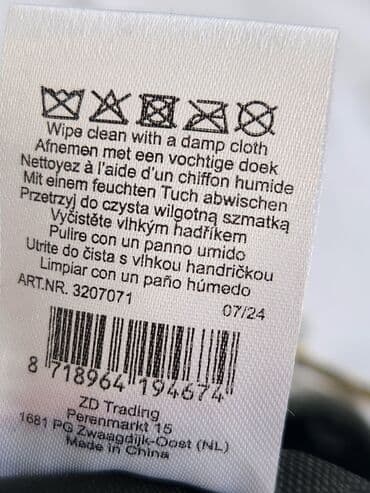 Wipe clean with a damp cloth
Afnemen met een vochtige doek
Nettoyez à l'aide d'un chiffon humide
Mit einem feuchten Tuch abwischen
Przetrzyj do czysta wilgotną szmatką
Vyčistěte vlhkým hadříkem
Pulire con un panno umido
Utrite do čista s vlhkou handričkou
Limpiar con un paño húmedo
ART.NR. 3207071
07/24
8 718964 194674
ZD Trading
Perenmarkt 15
1681 PG Zwaagdijk-Oost (NL)
Made in China